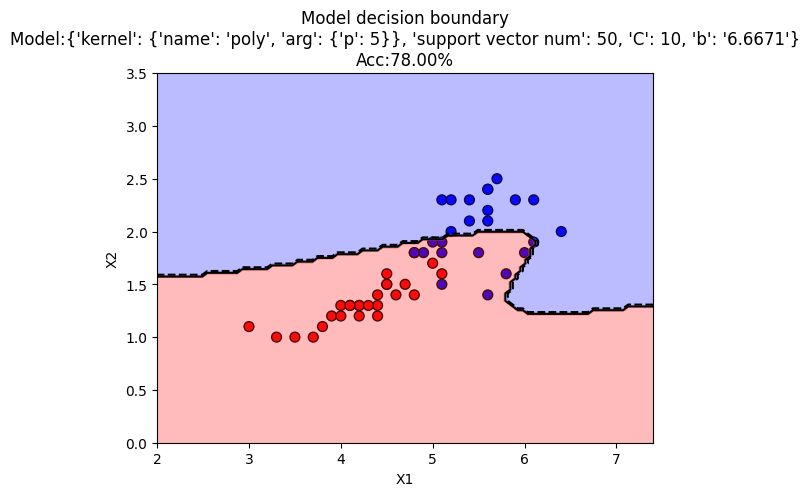 Model decision boundary
Model:{'kernel': {'name': 'poly', 'arg': {'p': 5}}, 'support vector num': 50, 'C': 10, 'b': '6.6671'}
Acc:78.00%
3.5
3.0
2.5
2.0
1.5
1.0
0.5
0.0
X2
2 3 4 5 6 7
X1